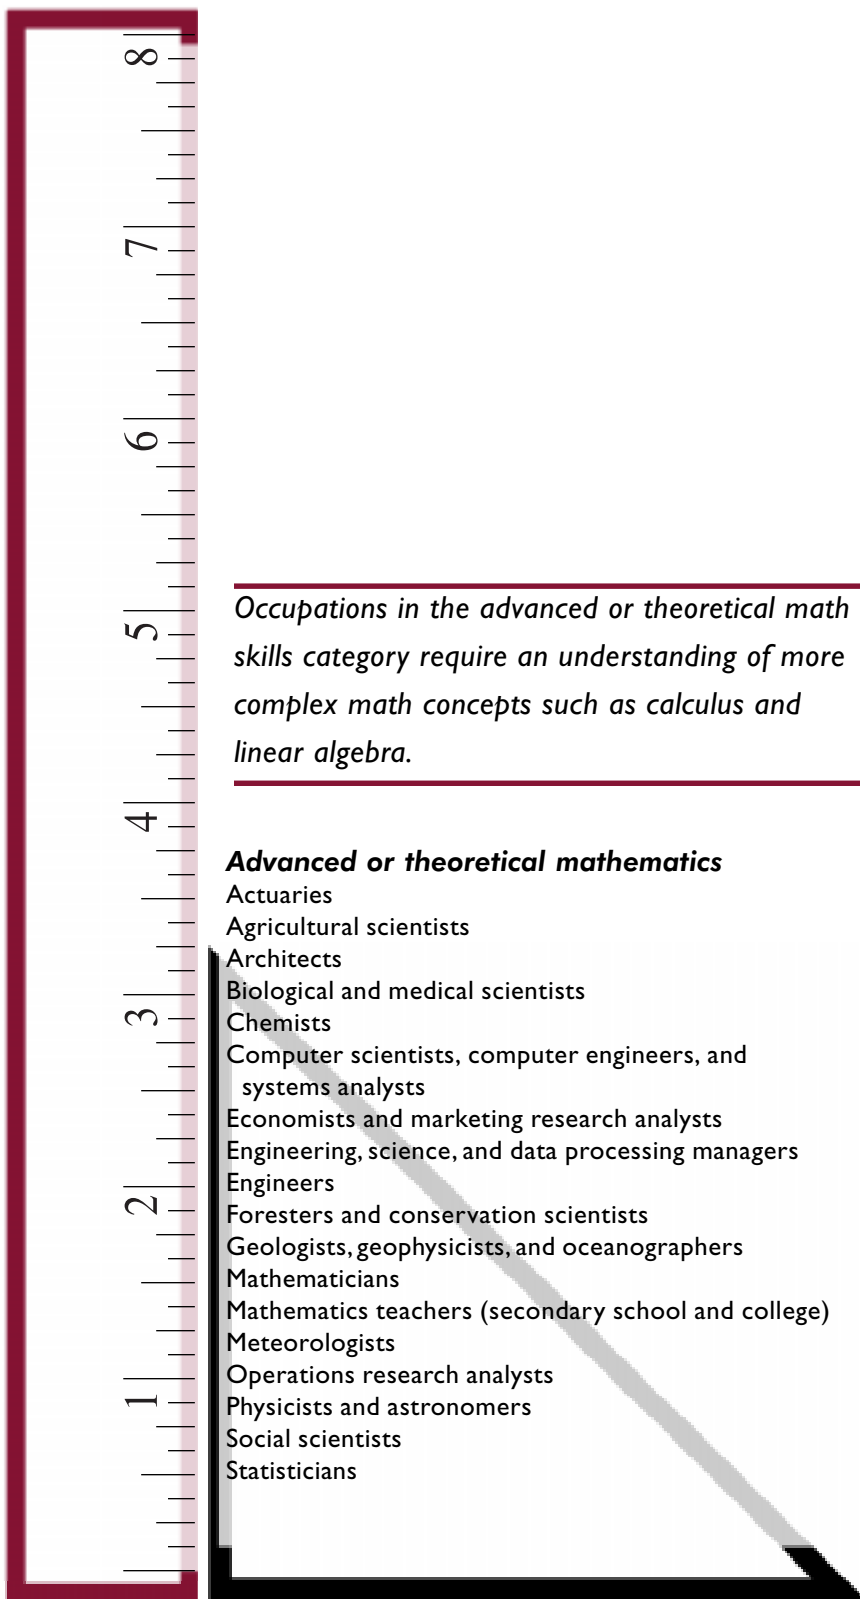 8
7
6
5
4
3
2
1
Occupations in the advanced or theoretical math
skills category require an understanding of more
complex math concepts such as calculus and
linear algebra.
Advanced or theoretical mathematics
Actuaries
Agricultural scientists
Architects
Biological and medical scientists
Chemists
Computer scientists, computer engineers, and
systems analysts
Economists and marketing research analysts
Engineering, science, and data processing managers
Engineers
Foresters and conservation scientists
Geologists, geophysicists, and oceanographers
Mathematicians
Mathematics teachers (secondary school and college)
Meteorologists
Operations research analysts
Physicists and astronomers
Social scientists
Statisticians